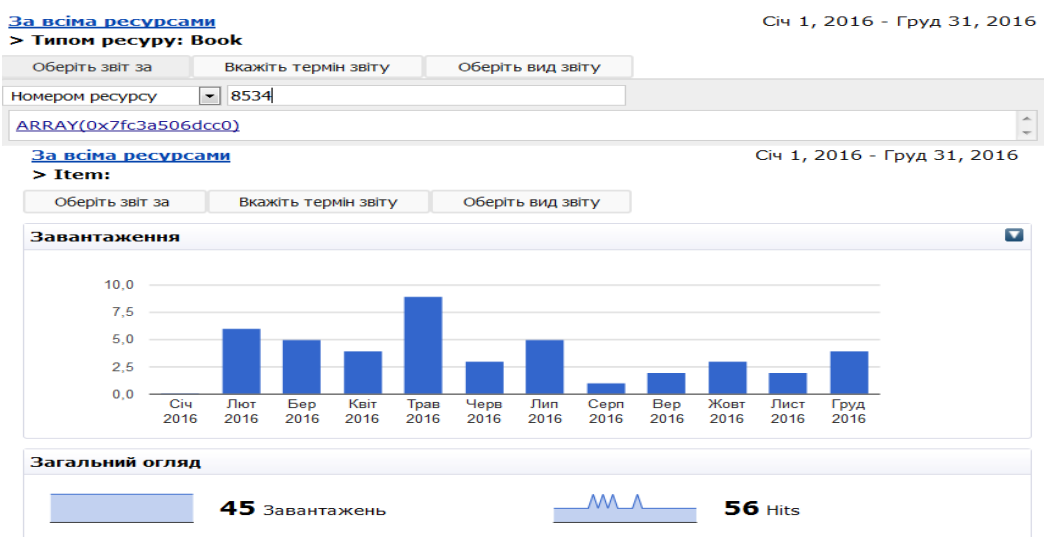 За всіма ресурсами
Січ 1, 2016 - Груд 31, 2016
> Типом ресуру: Book
Оберіть звіт за
Вкажіть термін звіту
Оберіть вид звіту
Номером ресурсу
8534
ARRAY(0x7fc3a506dcc0)
За всіма ресурсами
Січ 1, 2016 - Груд 31, 2016
> Item:
Оберіть звіт за
Вкажіть термін звіту
Оберіть вид звіту
Завантаження
10,0
7,5
5,0
2,5
0,0
Січ 2016
Лют 2016
Бер 2016
Квіт 2016
Трав 2016
Черв 2016
Лип 2016
Серп 2016
Вер 2016
Жовт 2016
Лист 2016
Груд 2016
Загальний огляд
45 Завантажень
56 Hits